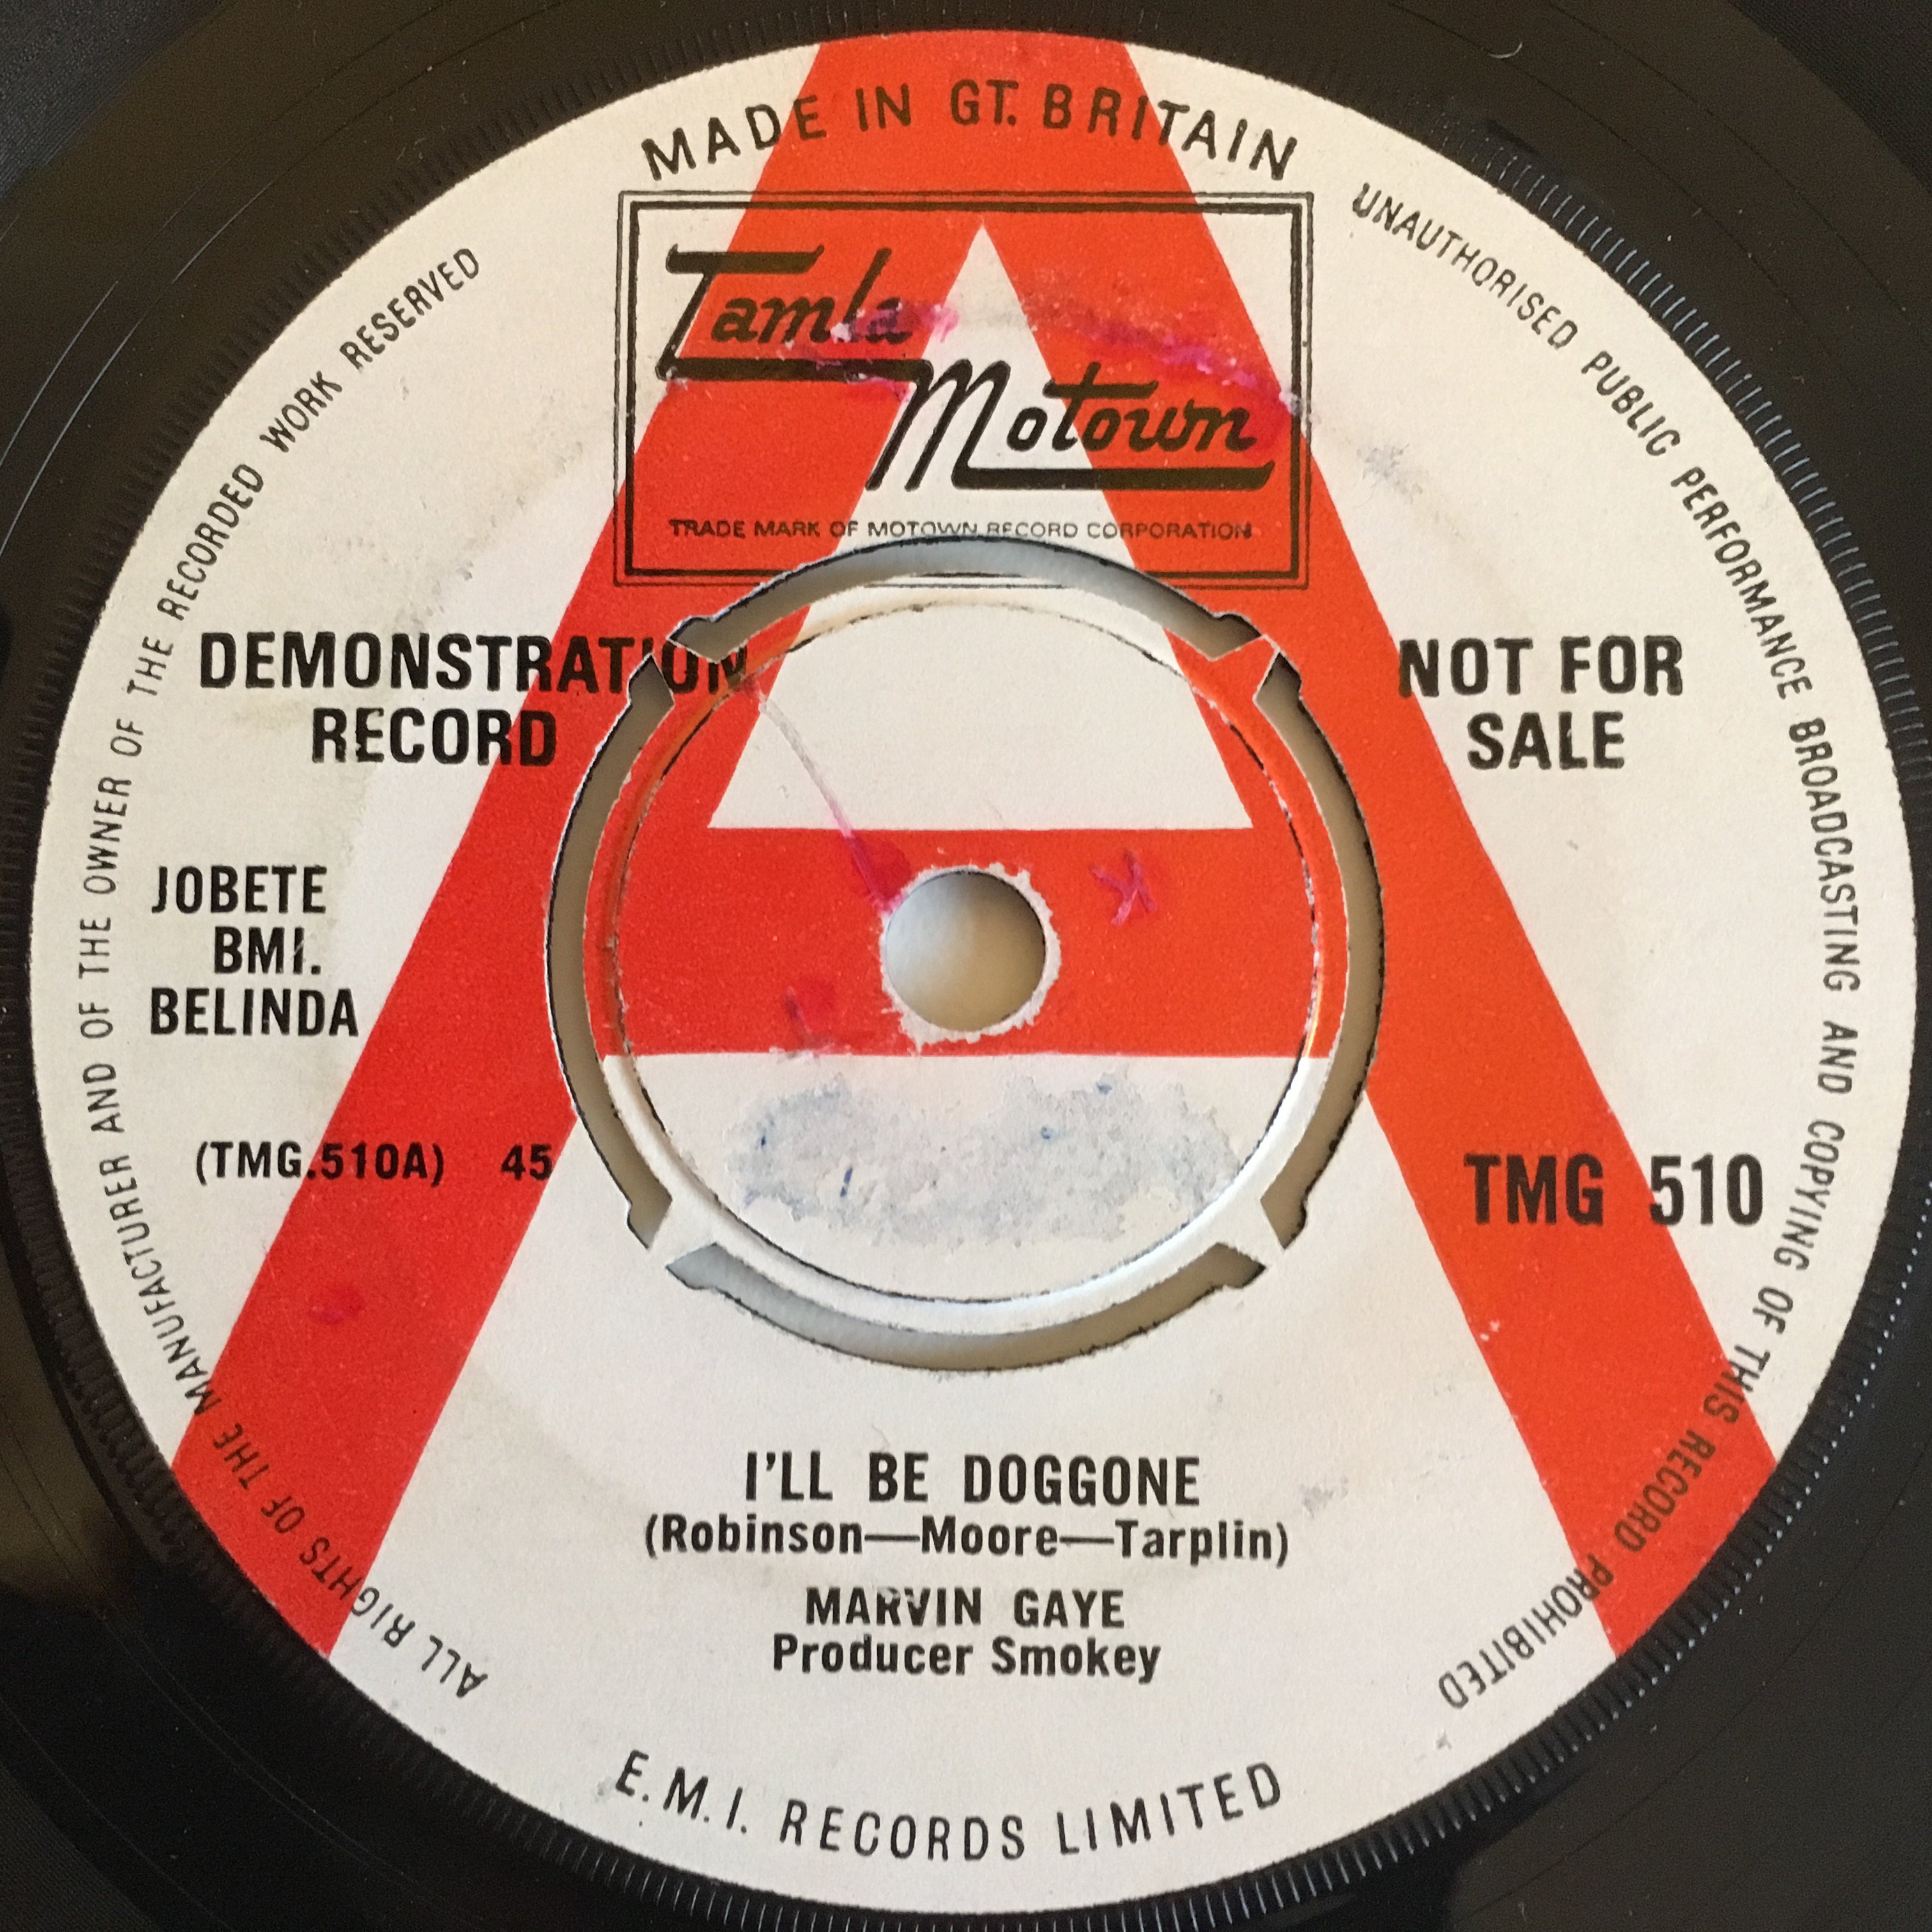 MADE IN GT. BRITAIN
UNAUTHORISED PUBLIC PERFORMANCE BROADCASTING AND COPYING OF THIS RECORD PROHIBITED
ALL RIGHTS OF THE MANUFACTURER AND OF THE OWNER OF THE RECORDED WORK RESERVED
Tamla
Motown
TRADE MARK OF MOTOWN RECORD CORPORATION
A
DEMONSTRATION
RECORD
NOT FOR
SALE
JOBETE
BMI.
BELINDA
(TMG.510A) 45
TMG 510
I'LL BE DOGGONE
(Robinson—Moore—Tarplin)
MARVIN GAYE
Producer Smokey
E.M.I. RECORDS LIMITED